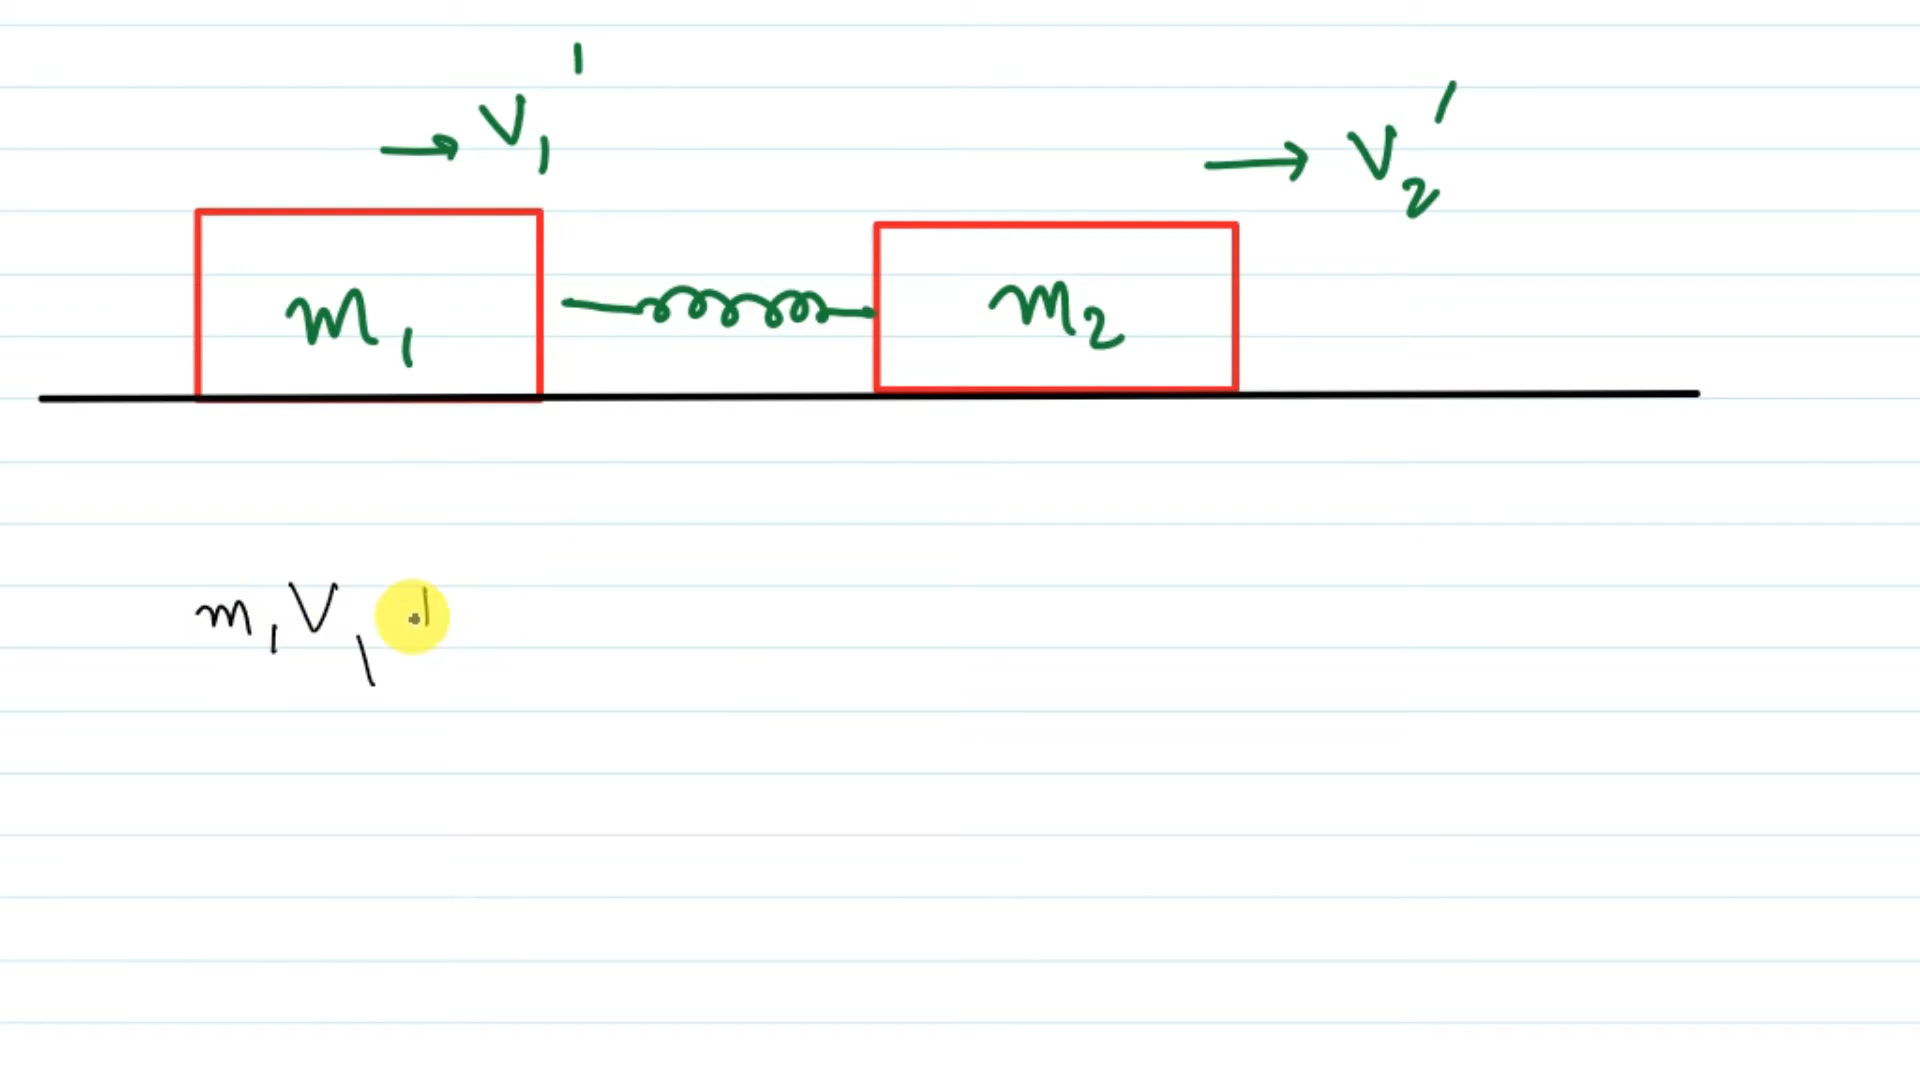 → V₁'
→ V₂'
m₁
m₂
m₁V₁'